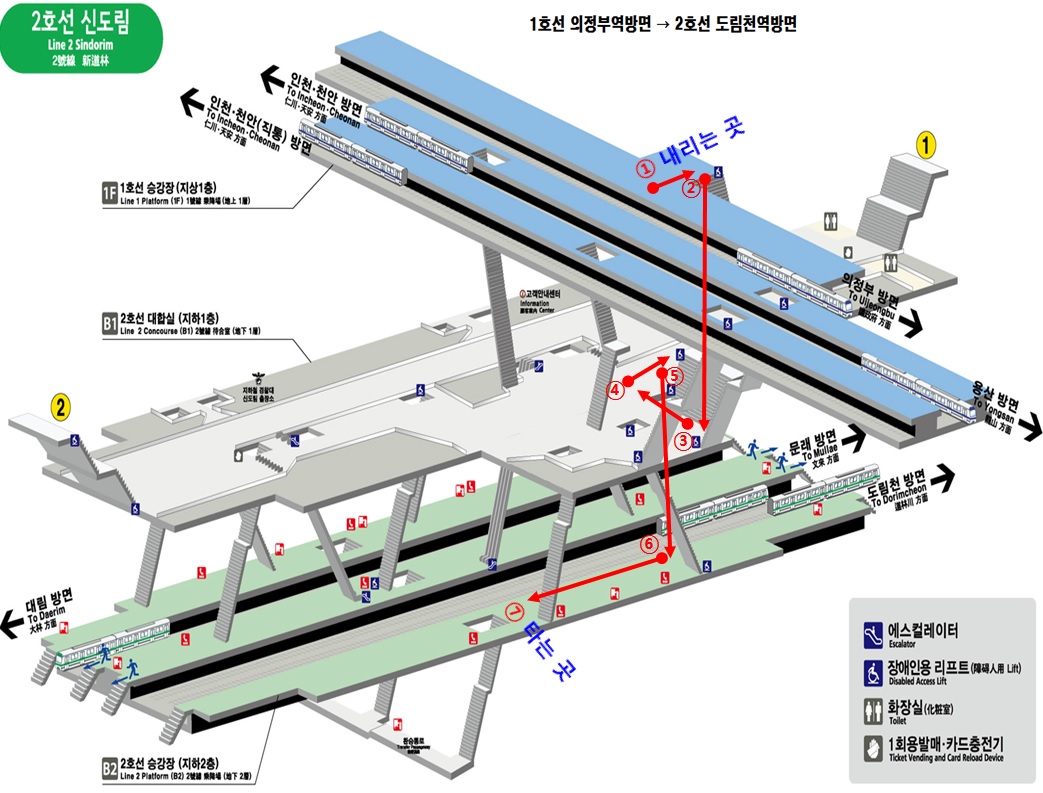 2호선 신도림
Line 2 Sindorim
2號線 新道林
1호선 의정부역방면 → 2호선 도림천역방면
인천·천안 방면
To Incheon·Cheonan
仁川·天安 方面
인천·천안(직통) 방면
To Incheon·Cheonan
仁川·天安 方面
① 내리는 곳
②
1
1F 1호선 승강장 (지상1층)
Line 1 Platform (1F) 1號線 乘降場 (地上 1層)
의정부 방면
To Uijeongbu
議政府 方面
용산 방면
To Yongsan
龍山 方面
고객안내센터
Information
Center
B1 2호선 대합실 (지하1층)
Line 2 Concourse (B1) 2號線 待合室 (地下 1層)
지하철 경찰대
신도림 출장소
2
③
④
⑤
문래 방면
To Mullae
文來 方面
도림천 방면
To Dorimcheon
道林川 方面
⑥
⑦ 타는 곳
대림 방면
To Daerim
大林 方面
환승통로
B2 2호선 승강장 (지하2층)
Line 2 Platform (B2) 2號線 乘降場 (地下 2層)
에스컬레이터
Escalator
장애인용 리프트(障碍人用 Lift)
Disabled Access Lift
화장실(化粧室)
Toilet
1회용발매·카드충전기
Ticket Vending and Card Reload Device